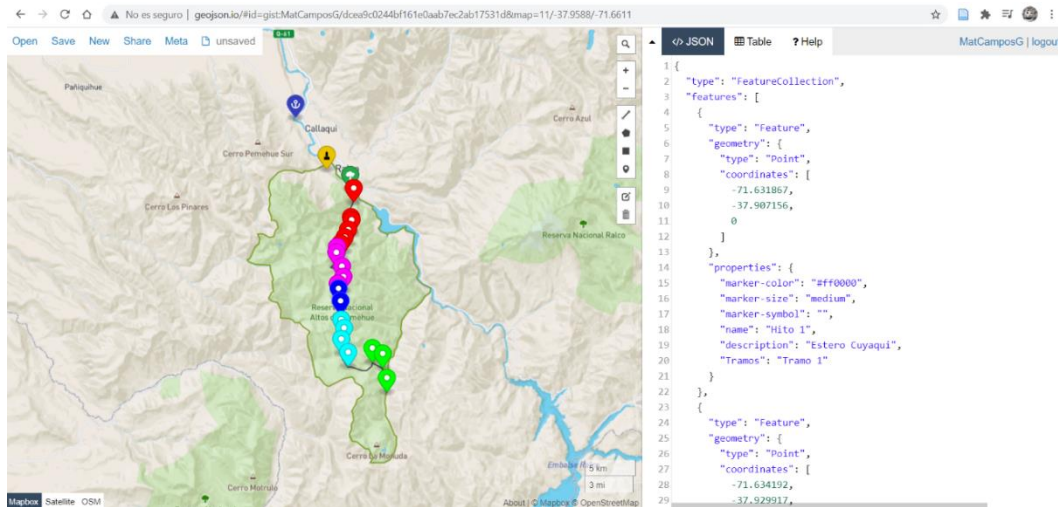 No es seguro | geojson.io/#id=gist:MatCamposG/dcea9c0244bf161e0aab7ec2ab17531d&map=11/-37.9588/-71.6611
Open Save New Share Meta unsaved
</> JSON Table ? Help MatCamposG | logout
Pañiquihue
Callaqui
Cerro Azul
Cerro Pemehue Sur
Cerro Los Pinares
Reserva Nacional Ralco
Reserva Nacional
Altos de Pemehue
Cerro La Mahuida
Cerro Molrulo
5 km
3 mi
Mapbox Satellite OSM
About | © Mapbox © OpenStreetMap
1 {
2 "type": "FeatureCollection",
3 "features": [
4 {
5 "type": "Feature",
6 "geometry": {
7 "type": "Point",
8 "coordinates": [
9 -71.631867,
10 -37.907156,
11 0
12 ]
13 },
14 "properties": {
15 "marker-color": "#ff0000",
16 "marker-size": "medium",
17 "marker-symbol": "",
18 "name": "Hito 1",
19 "description": "Estero Cuyaqui",
20 "Tramos": "Tramo 1"
21 }
22 },
23 {
24 "type": "Feature",
25 "geometry": {
26 "type": "Point",
27 "coordinates": [
28 -71.634192,
29 -37.929917,